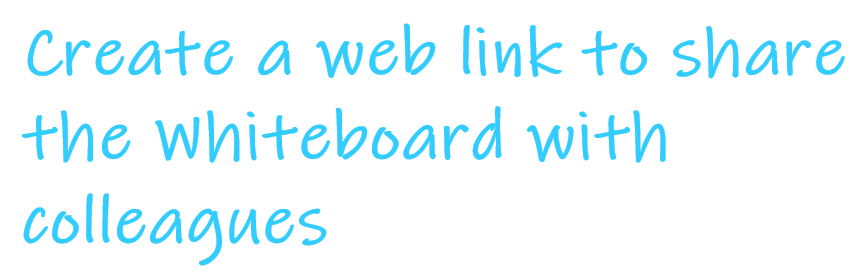 Create a web link to share
the Whiteboard with
colleagues